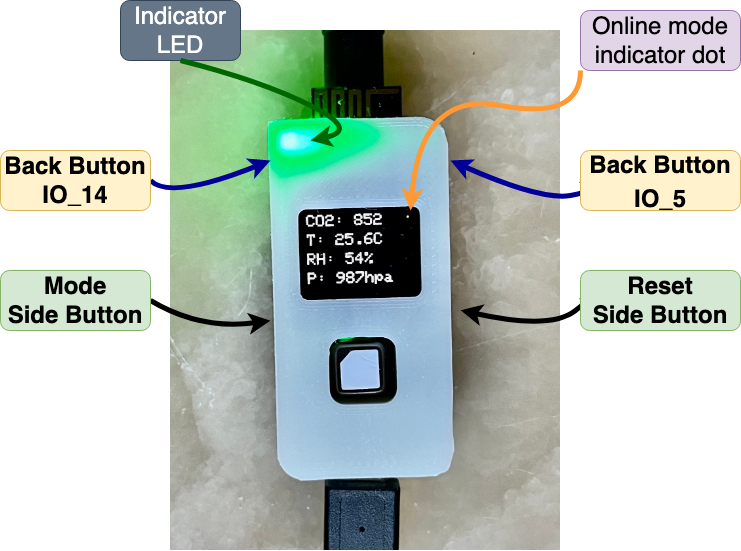 Indicator
LED
Online mode
indicator dot
Back Button
IO_14
Back Button
IO_5
CO2: 852
T: 25.6C
RH: 54%
P: 987hpa
Mode
Side Button
Reset
Side Button